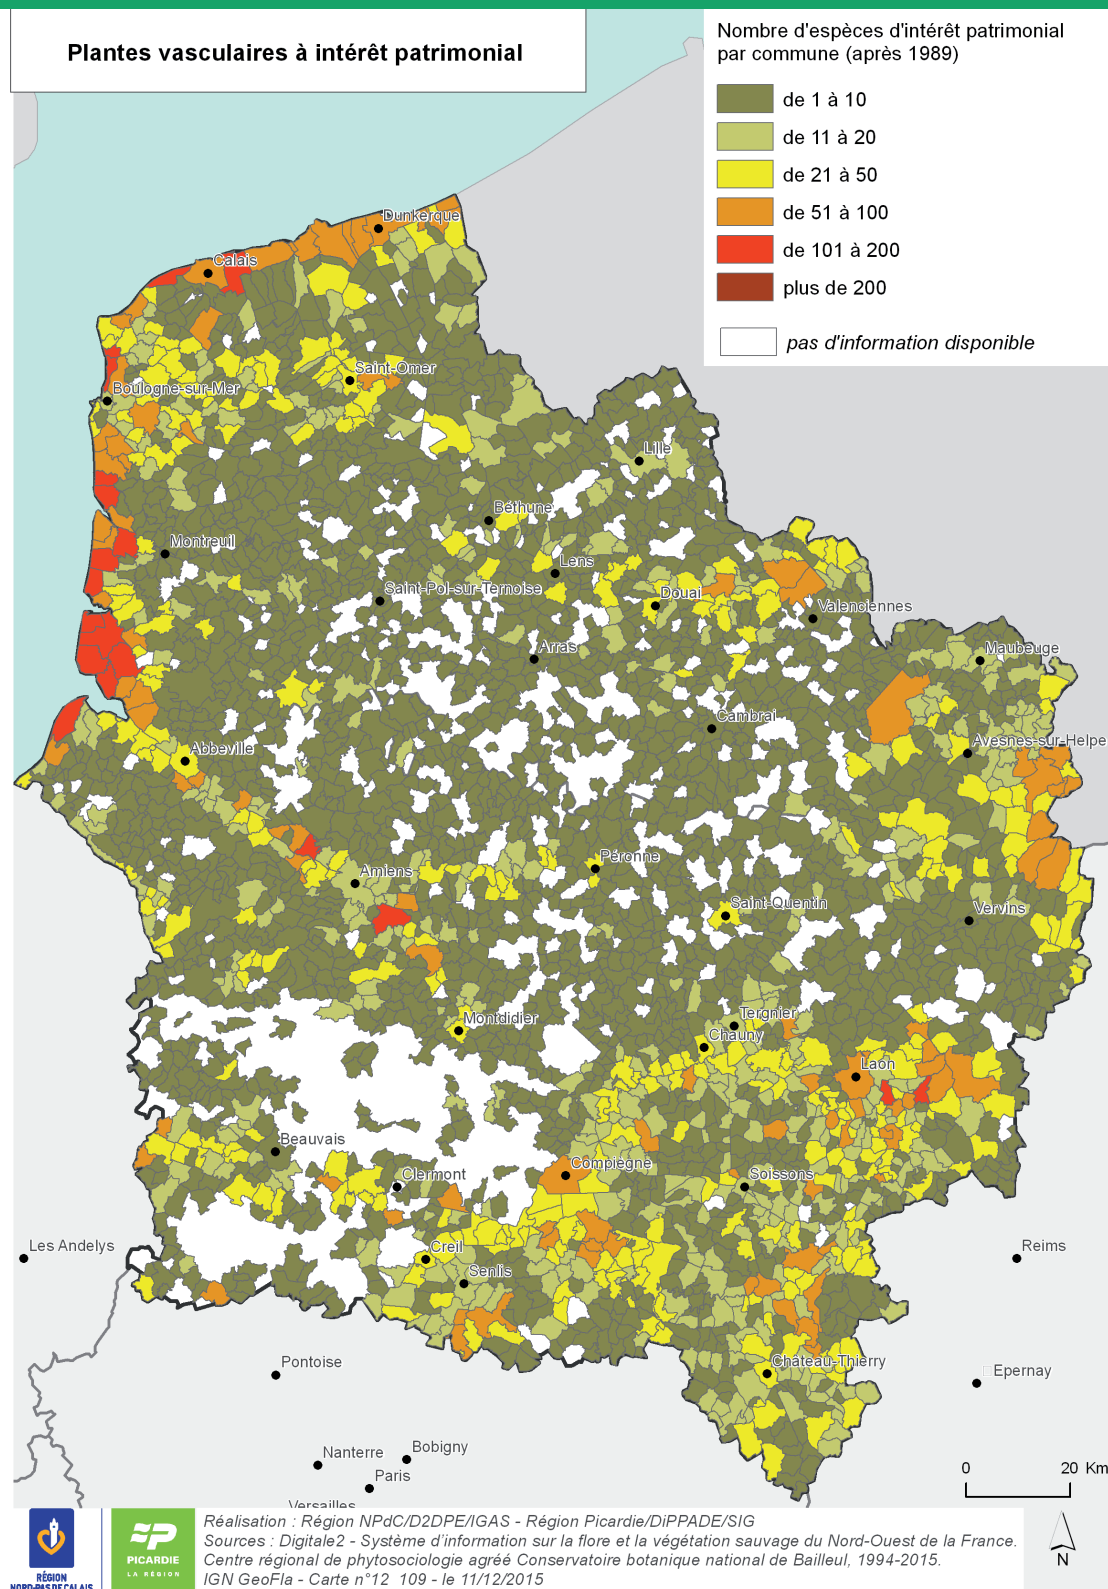 Plantes vasculaires à intérêt patrimonial
Nombre d'espèces d'intérêt patrimonial
par commune (après 1989)
de 1 à 10
de 11 à 20
de 21 à 50
de 51 à 100
de 101 à 200
plus de 200
pas d'information disponible
Dunkerque
Calais
Saint-Omer
Boulogne-sur-Mer
Lille
Béthune
Montreuil
Lens
Saint-Pol-sur-Ternoise
Douai
Valenciennes
Arras
Maubeuge
Cambrai
Avesnes-sur-Helpe
Abbeville
Péronne
Amiens
Saint-Quentin
Vervins
Montdidier
Tergnier
Chauny
Laon
Beauvais
Compiègne
Clermont
Soissons
Les Andelys
Creil
Reims
Senlis
Pontoise
Château-Thierry
Epernay
Nanterre
Bobigny
Paris
Versailles
0 20 Km
N
RÉGION
NORD-PAS DE CALAIS
PICARDIE
LA RÉGION
Réalisation : Région NPdC/D2DPE/IGAS - Région Picardie/DiPPADE/SIG
Sources : Digitale2 - Système d'information sur la flore et la végétation sauvage du Nord-Ouest de la France.
Centre régional de phytosociologie agréé Conservatoire botanique national de Bailleul, 1994-2015.
IGN GeoFla - Carte n°12_109 - le 11/12/2015